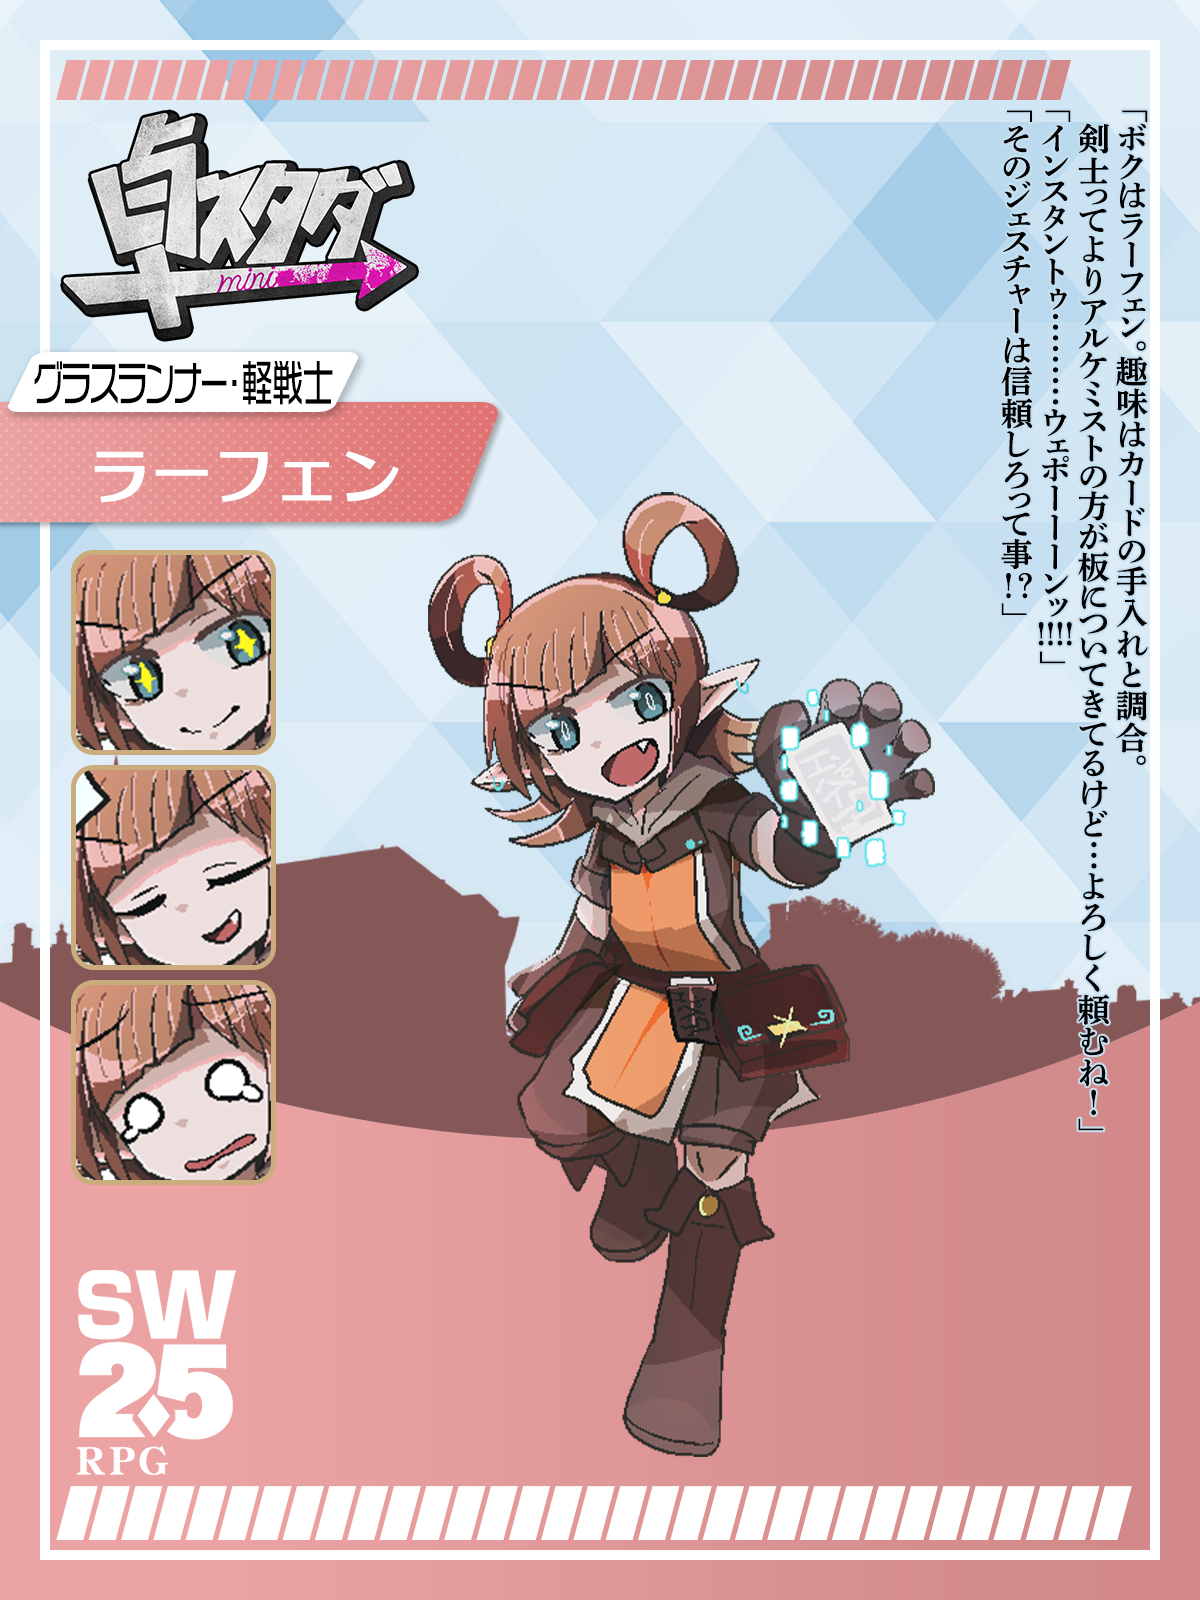 卓スタダ
mini
グラスランナー・軽戦士
ラーフェン
「ボクはラーフェン。趣味はカードの手入れと調合。
剣士ってよりアルケミストの方が板についてきてるけど…よろしく頼むね！」
「インスタントゥ………ウェポーーーンッ!!!!」
「そのジェスチャーは信頼しろって事!?」
SW
2.5
RPG